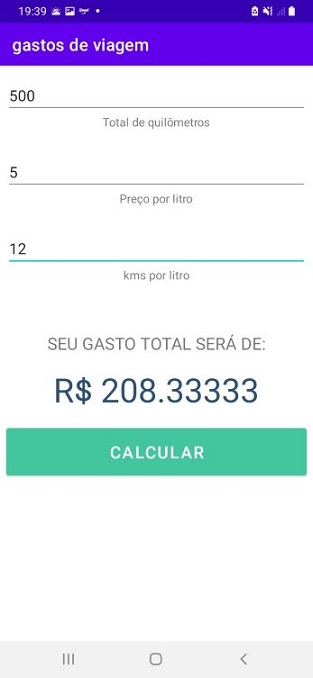 19:39
gastos de viagem
500
Total de quilômetros
5
Preço por litro
12
kms por litro
SEU GASTO TOTAL SERÁ DE:
R$ 208.33333
CALCULAR